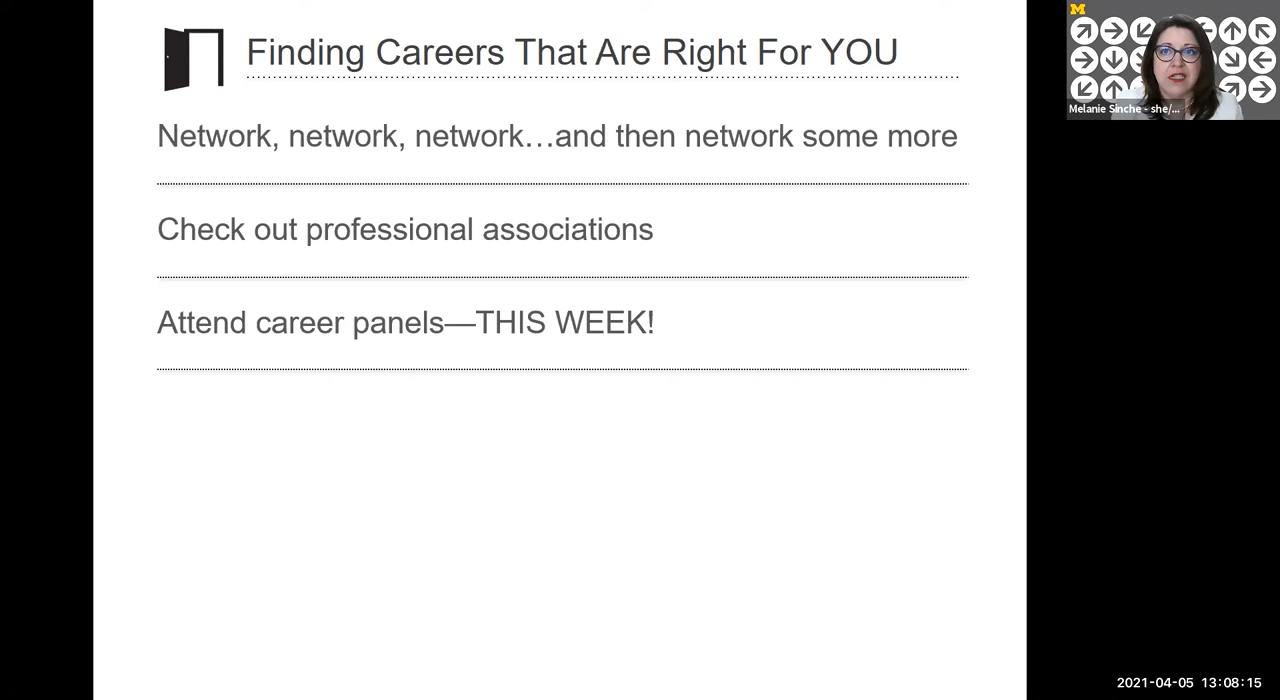 Finding Careers That Are Right For YOU
Network, network, network…and then network some more
Check out professional associations
Attend career panels—THIS WEEK!
M
Melanie Sinche - she/...
2021-04-05 13:08:15